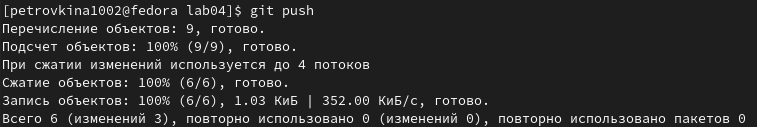 [petrovkina1002@fedora lab04]$ git push
Перечисление объектов: 9, готово.
Подсчет объектов: 100% (9/9), готово.
При сжатии изменений используется до 4 потоков
Сжатие объектов: 100% (6/6), готово.
Запись объектов: 100% (6/6), 1.03 КиБ | 352.00 КиБ/с, готово.
Всего 6 (изменений 3), повторно использовано 0 (изменений 0), повторно использовано пакетов 0